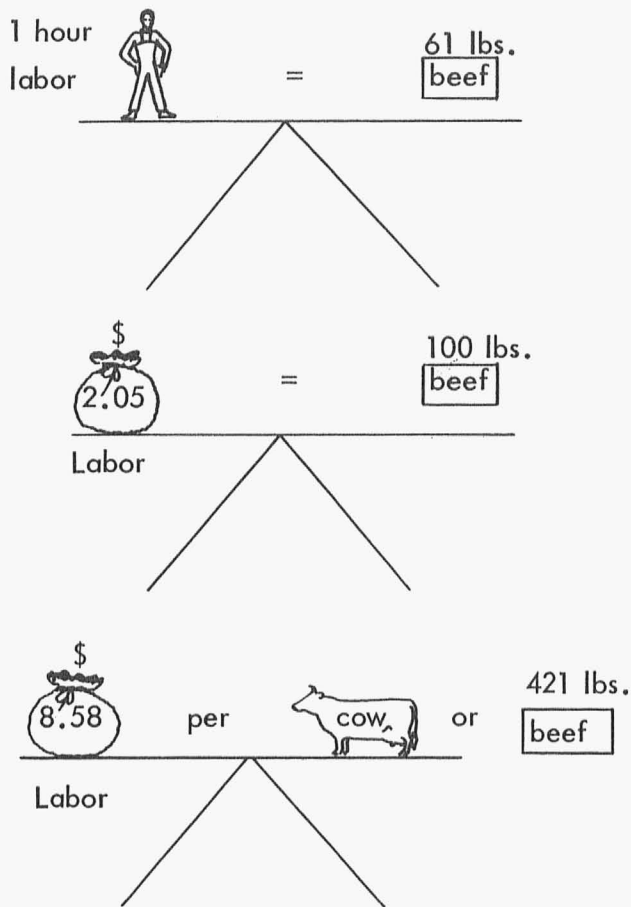 1 hour
labor
=
61 lbs.
beef
$
2.05
Labor
=
100 lbs.
beef
$
8.58
Labor
per
cow
or
421 lbs.
beef